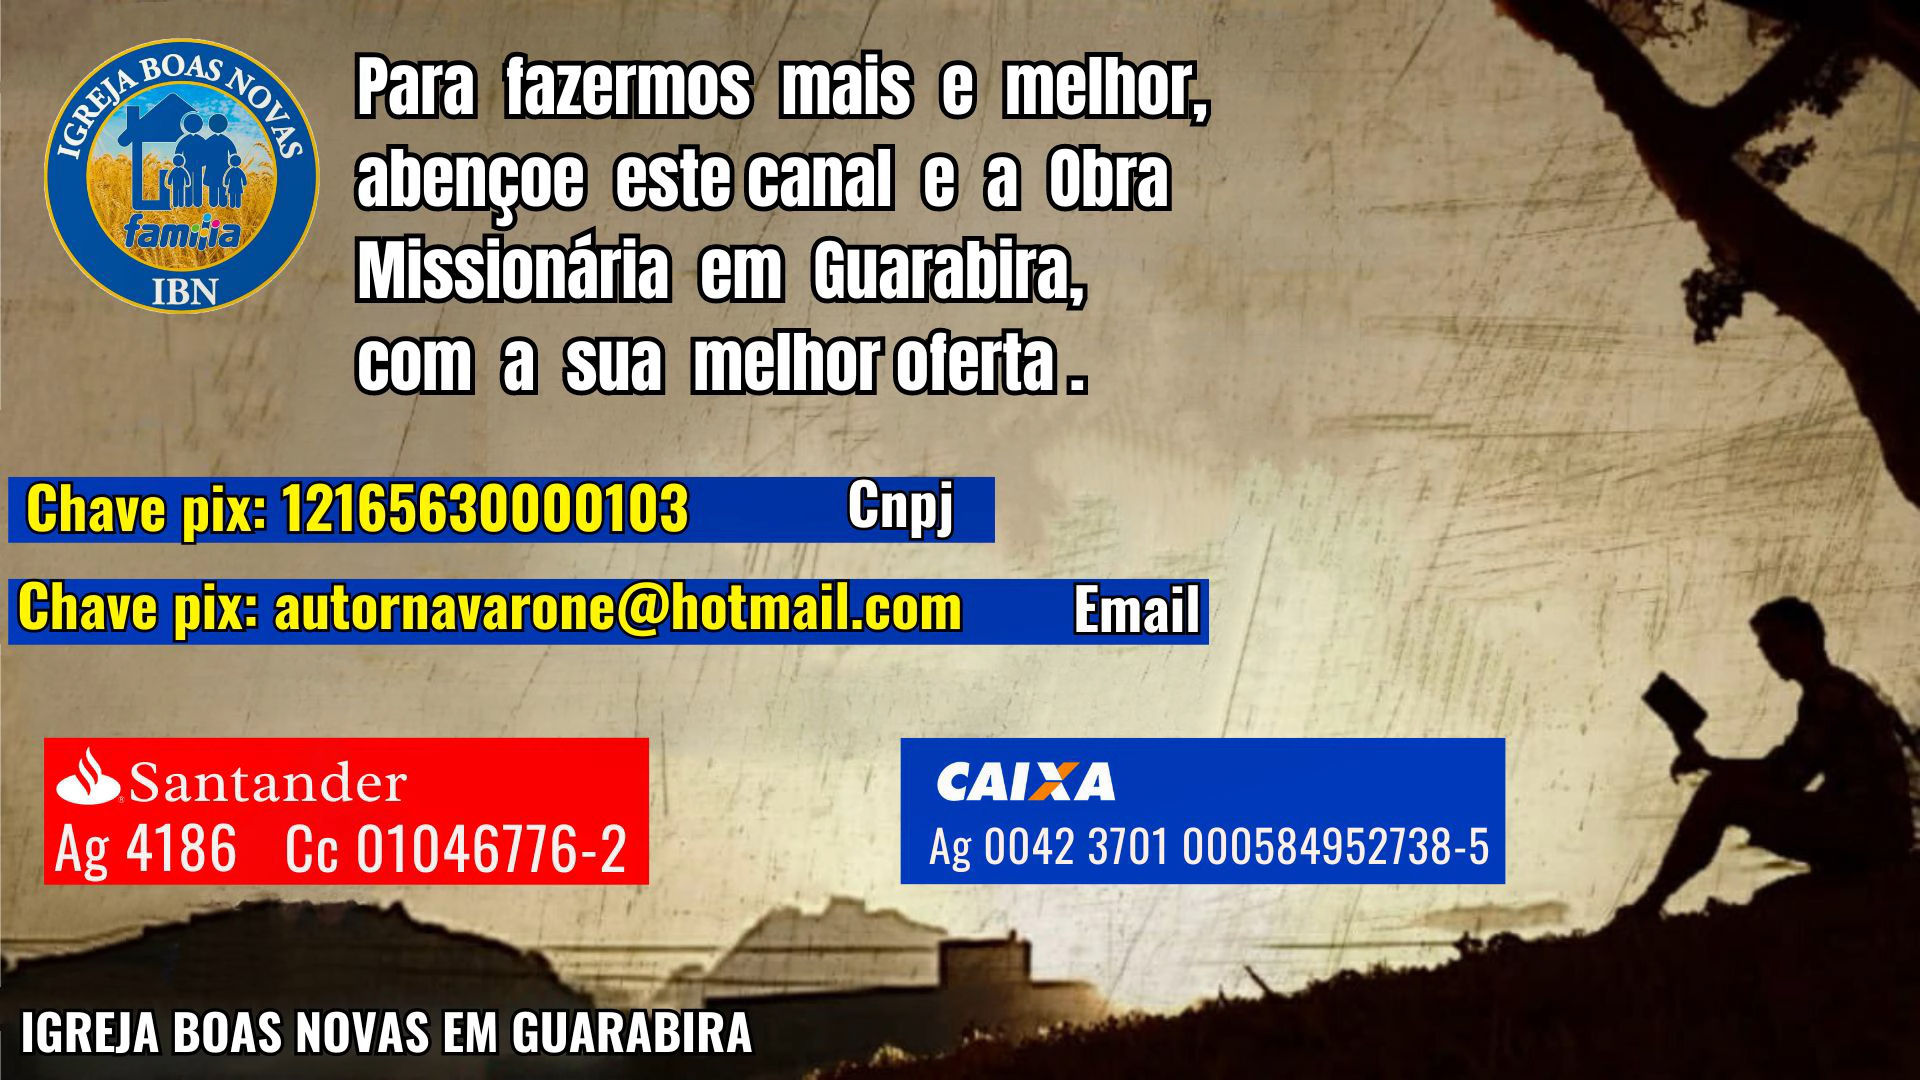 IGREJA BOAS NOVAS
família
IBN
Para fazermos mais e melhor,
abençoe este canal e a Obra
Missionária em Guarabira,
com a sua melhor oferta .
Chave pix: 12165630000103 Cnpj
Chave pix: autornavarone@hotmail.com Email
Santander
Ag 4186 Cc 01046776-2
CAIXA
Ag 0042 3701 000584952738-5
IGREJA BOAS NOVAS EM GUARABIRA